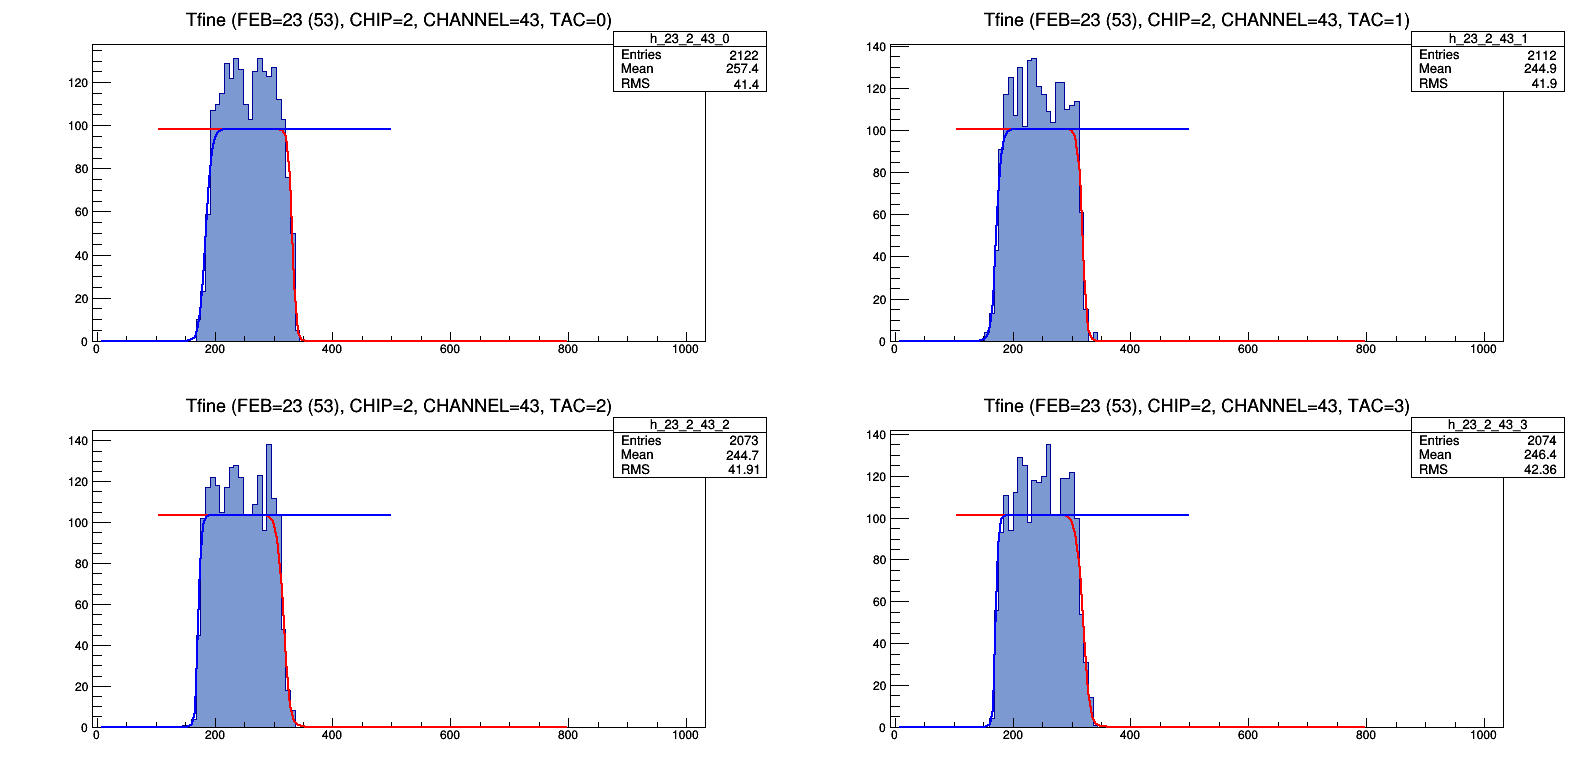 Tfine (FEB=23 (53), CHIP=2, CHANNEL=43, TAC=0)
h_23_2_43_0
Entries 2122
Mean 257.4
RMS 41.4
120
100
80
60
40
20
0
0 200 400 600 800 1000
Tfine (FEB=23 (53), CHIP=2, CHANNEL=43, TAC=1)
h_23_2_43_1
Entries 2112
Mean 244.9
RMS 41.9
140
120
100
80
60
40
20
0
0 200 400 600 800 1000
Tfine (FEB=23 (53), CHIP=2, CHANNEL=43, TAC=2)
h_23_2_43_2
Entries 2073
Mean 244.7
RMS 41.91
140
120
100
80
60
40
20
0
0 200 400 600 800 1000
Tfine (FEB=23 (53), CHIP=2, CHANNEL=43, TAC=3)
h_23_2_43_3
Entries 2074
Mean 246.4
RMS 42.36
140
120
100
80
60
40
20
0
0 200 400 600 800 1000